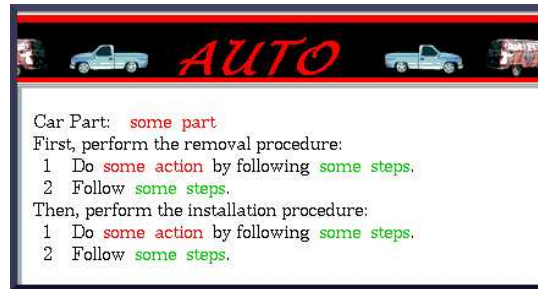 AUTO
Car Part: some part
First, perform the removal procedure:
1 Do some action by following some steps.
2 Follow some steps.
Then, perform the installation procedure:
1 Do some action by following some steps.
2 Follow some steps.